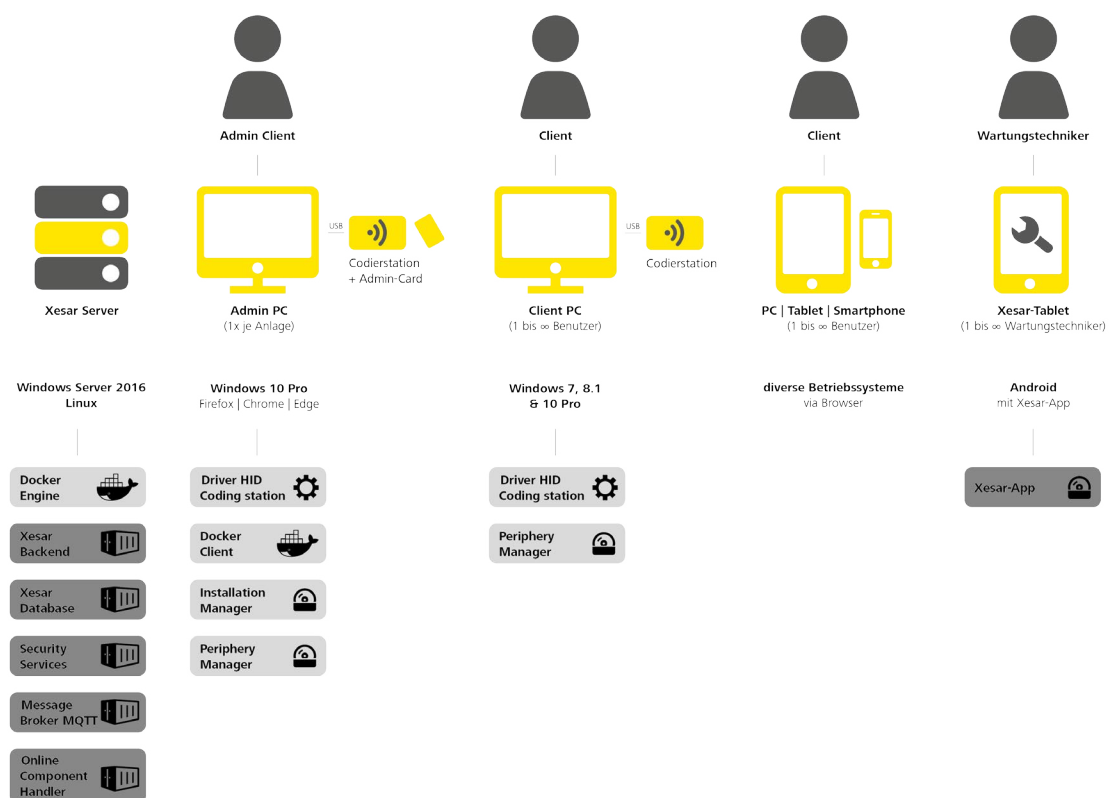 Admin Client
Client
Client
Wartungstechniker
USB
Codierstation
+ Admin-Card
USB
Codierstation
Xesar Server
Admin PC
(1x je Anlage)
Client PC
(1 bis ∞ Benutzer)
PC | Tablet | Smartphone
(1 bis ∞ Benutzer)
Xesar-Tablet
(1 bis ∞ Wartungstechniker)
Windows Server 2016
Linux
Windows 10 Pro
Firefox | Chrome | Edge
Windows 7, 8.1
& 10 Pro
diverse Betriebssysteme
via Browser
Android
mit Xesar-App
Docker
Engine
Xesar
Backend
Xesar
Database
Security
Services
Message
Broker MQTT
Online
Component
Handler
Driver HID
Coding station
Docker
Client
Installation
Manager
Periphery
Manager
Driver HID
Coding station
Periphery
Manager
Xesar-App